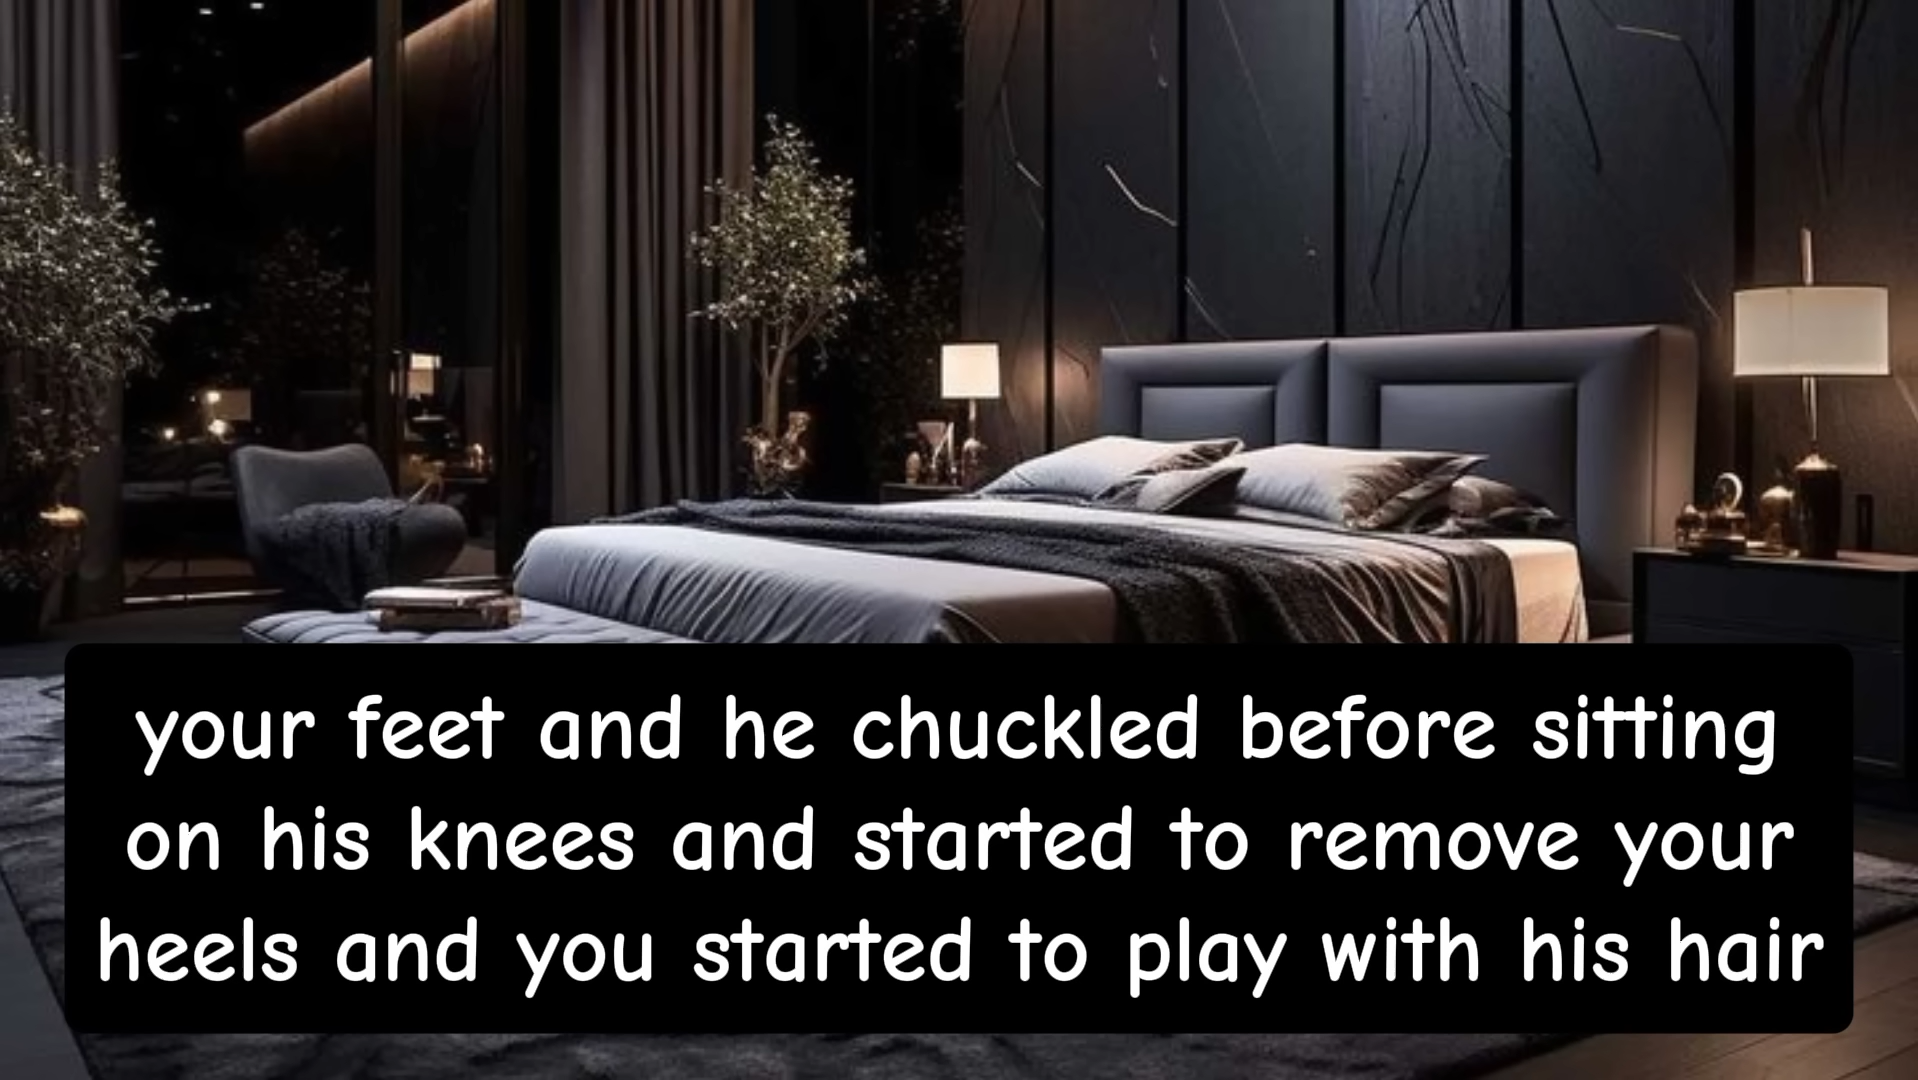 your feet and he chuckled before sitting
on his knees and started to remove your
heels and you started to play with his hair